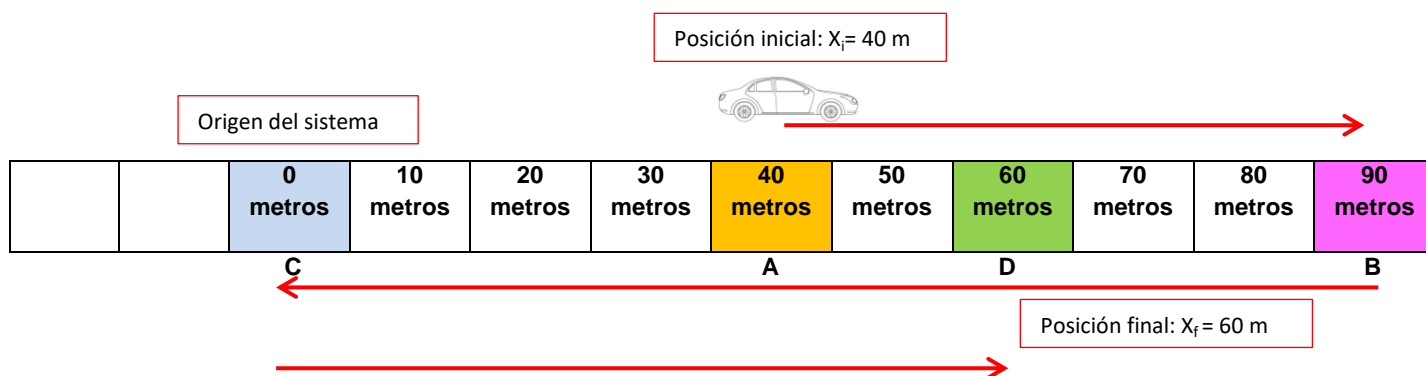 Posición inicial: Xi= 40 m
Origen del sistema
0 10 20 30 40 50 60 70 80 90
metros metros metros metros metros metros metros metros metros metros
C A D B
Posición final: Xf = 60 m